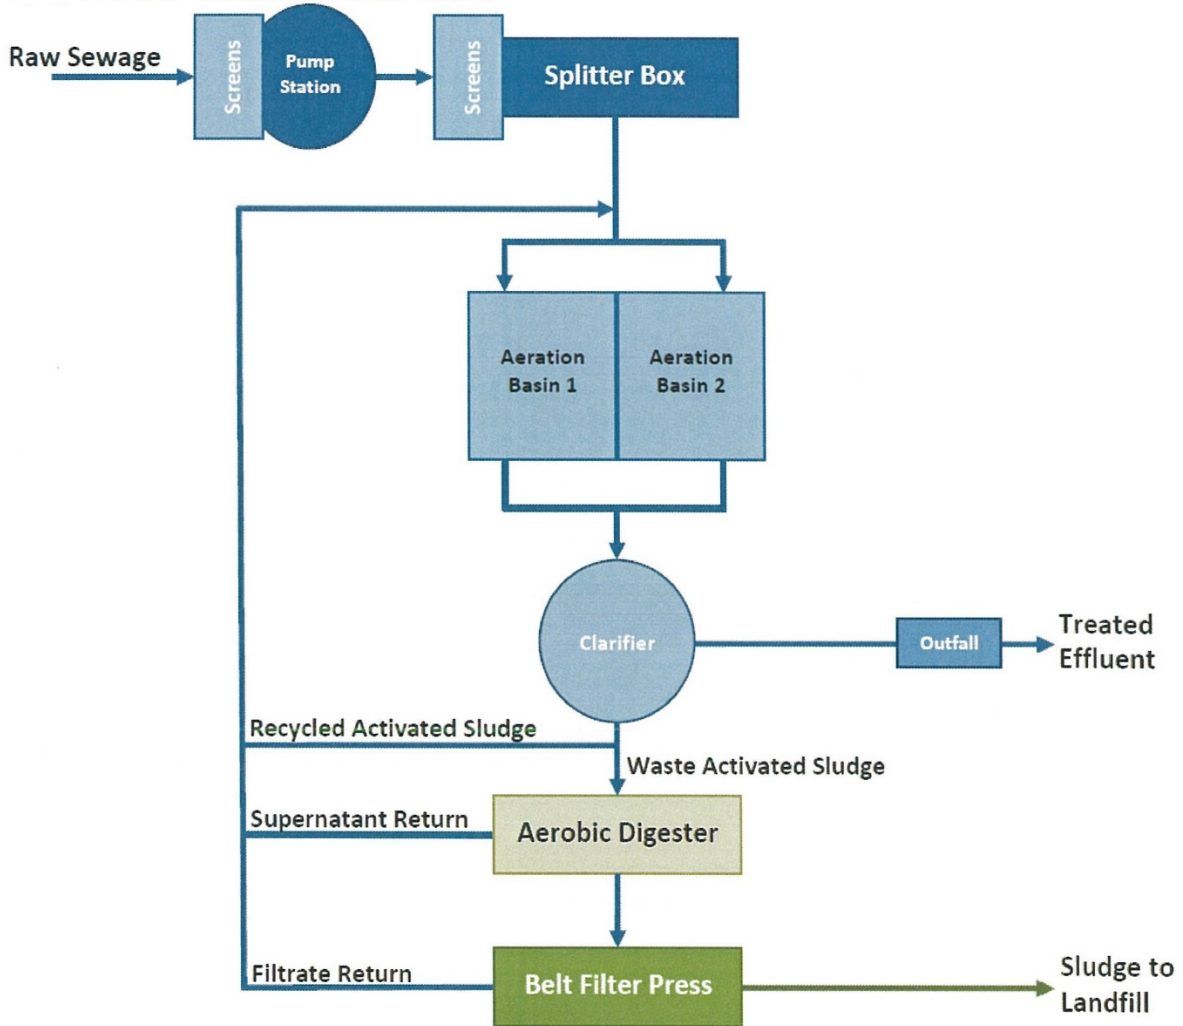 Raw Sewage
Screens
Pump
Station
Screens
Splitter Box
Aeration
Basin 1
Aeration
Basin 2
Clarifier
Outfall
Treated
Effluent
Recycled Activated Sludge
Waste Activated Sludge
Supernatant Return
Aerobic Digester
Filtrate Return
Belt Filter Press
Sludge to
Landfill